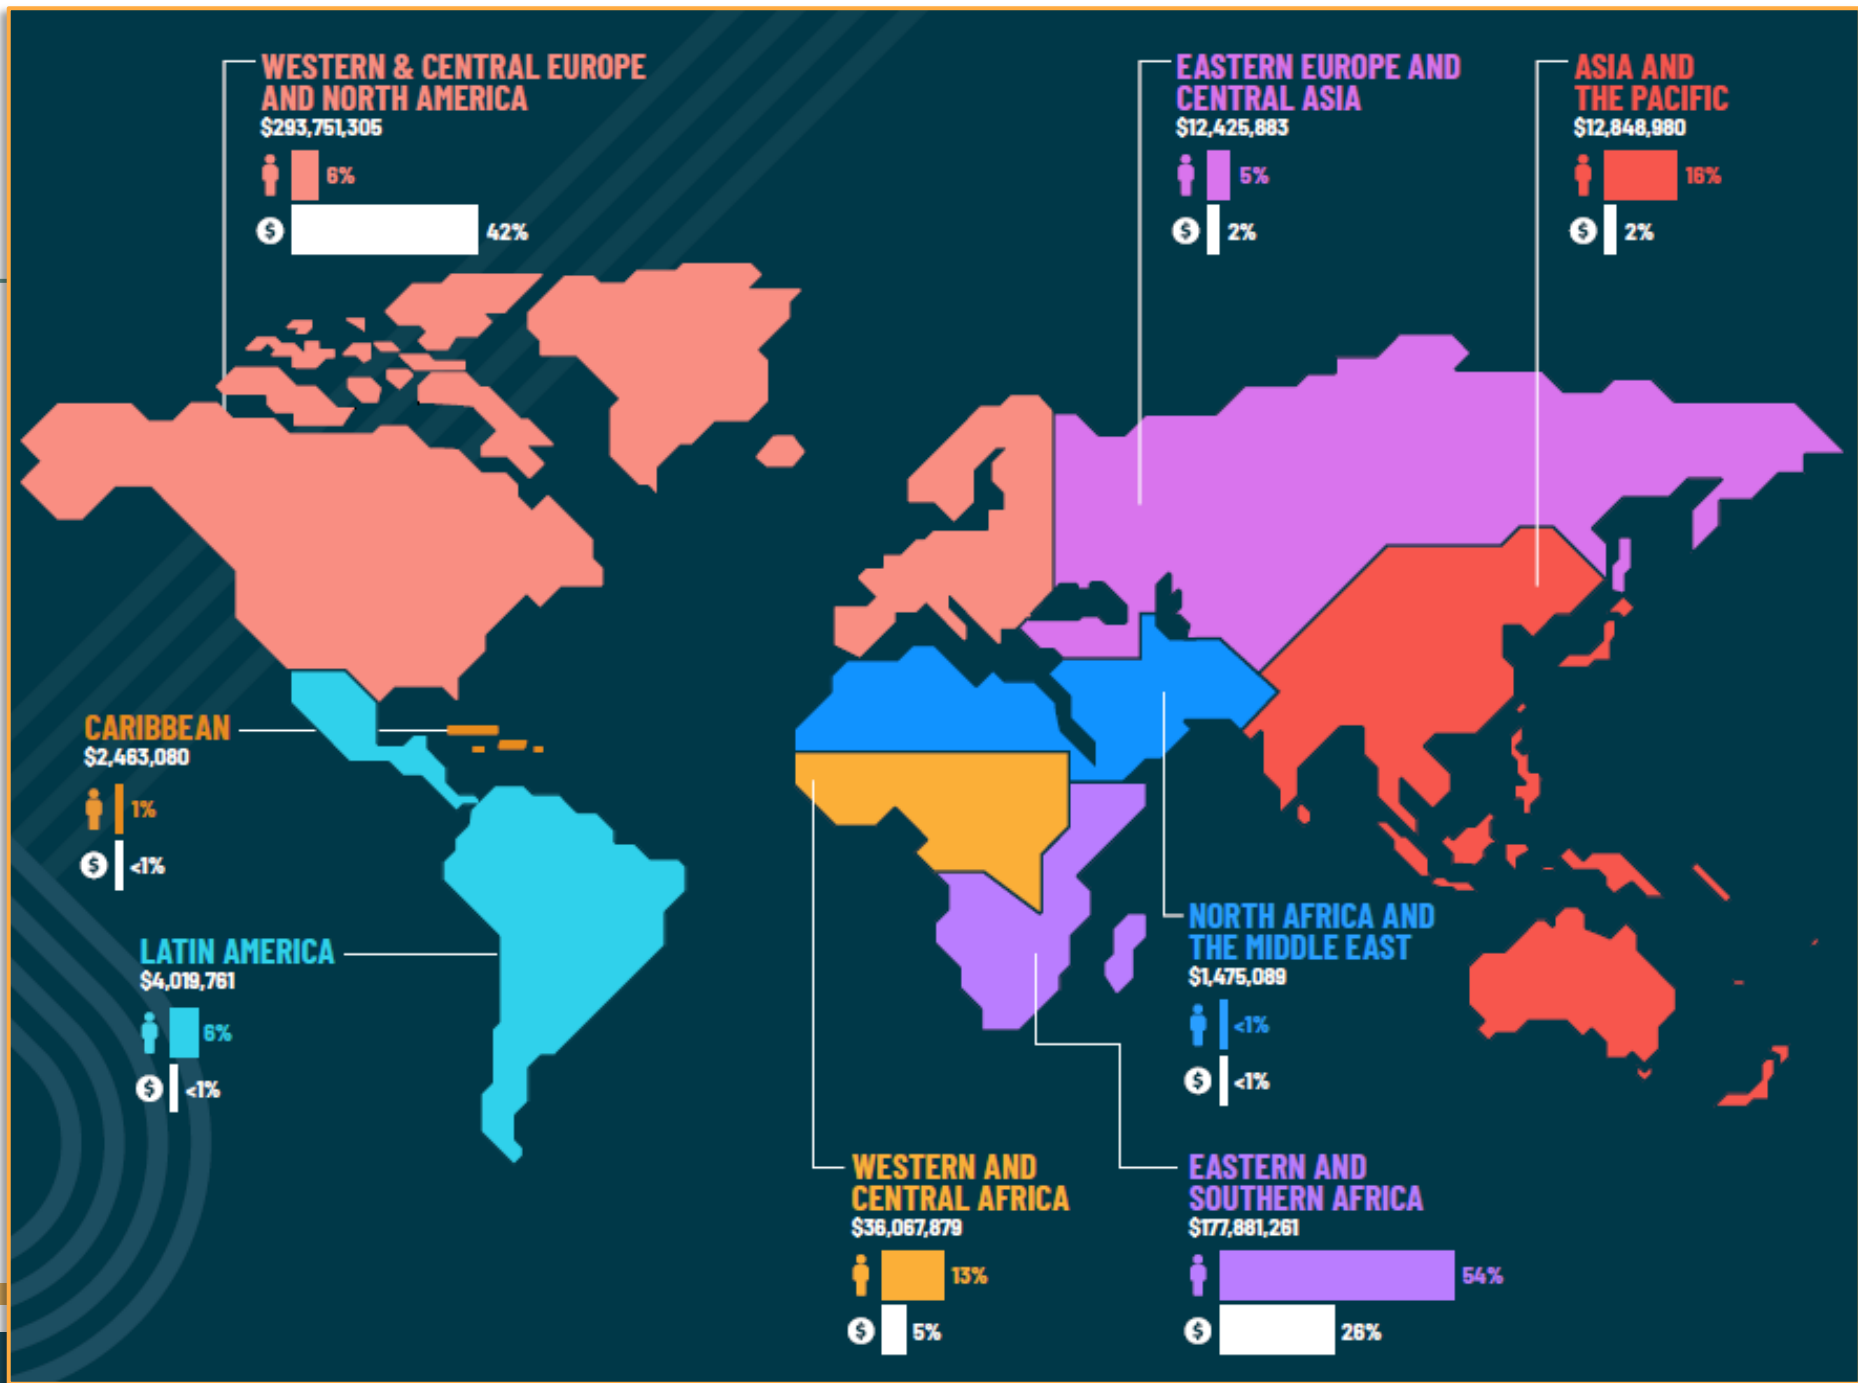 WESTERN & CENTRAL EUROPE
AND NORTH AMERICA
$293,751,305
6%
$
42%
EASTERN EUROPE AND
CENTRAL ASIA
$12,425,883
5%
$
2%
ASIA AND
THE PACIFIC
$12,848,980
16%
$
2%
CARIBBEAN
$2,463,080
1%
$
<1%
LATIN AMERICA
$4,019,761
6%
$
<1%
NORTH AFRICA AND
THE MIDDLE EAST
$1,475,089
<1%
$
<1%
WESTERN AND
CENTRAL AFRICA
$36,067,879
13%
$
5%
EASTERN AND
SOUTHERN AFRICA
$177,881,261
54%
$
26%